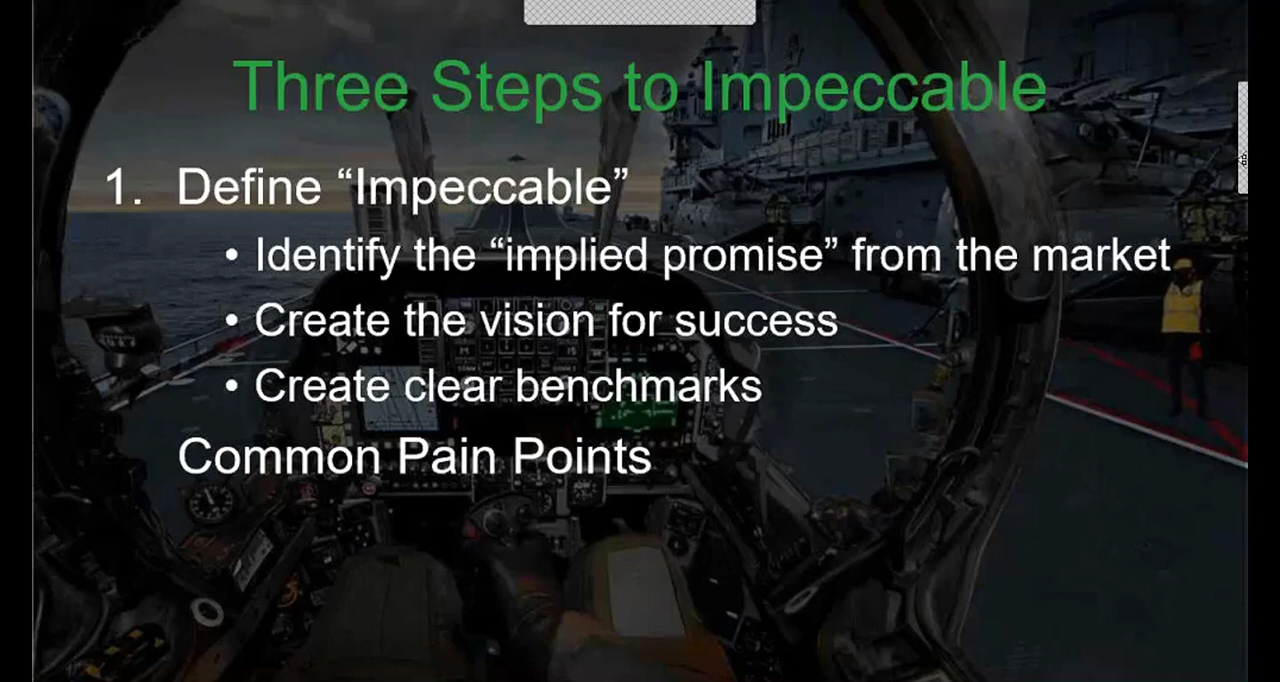 Three Steps to Impeccable
1. Define “Impeccable”
• Identify the “implied promise” from the market
• Create the vision for success
• Create clear benchmarks
Common Pain Points